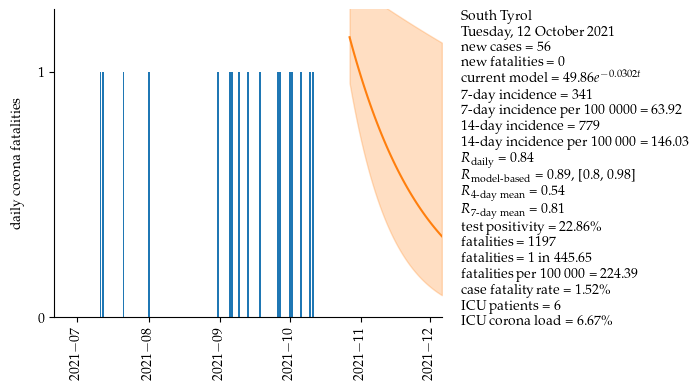 South Tyrol
Tuesday, 12 October 2021
new cases = 56
new fatalities = 0
current model = 49.86e^{−0.0302t}
7-day incidence = 341
7-day incidence per 100 0000 = 63.92
14-day incidence = 779
14-day incidence per 100 000 = 146.03
R_daily = 0.84
R_model-based = 0.89, [0.8, 0.98]
R_4-day mean = 0.54
R_7-day mean = 0.81
test positivity = 22.86%
fatalities = 1197
fatalities = 1 in 445.65
fatalities per 100 000 = 224.39
case fatality rate = 1.52%
ICU patients = 6
ICU corona load = 6.67%
daily corona fatalities
1
0
2021−07
2021−08
2021−09
2021−10
2021−11
2021−12